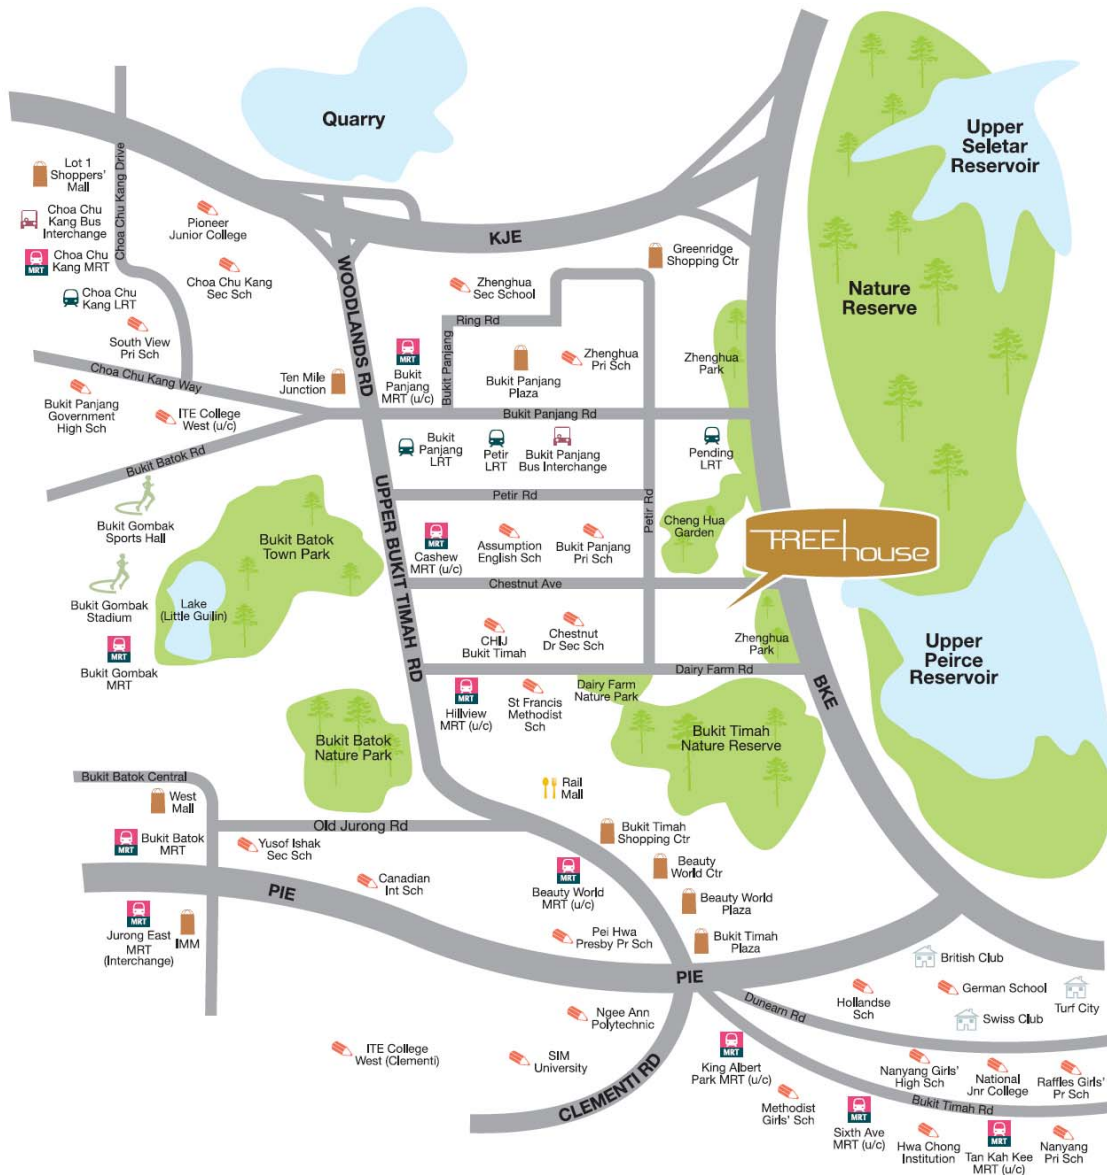 Quarry
Upper
Seletar
Reservoir
Lot 1
Shoppers'
Mall
Choa Chu Kang Drive
Choa Chu
Kang Bus
Interchange
Pioneer
Junior College
KJE
Greenridge
Shopping Ctr
MRT
Choa Chu
Kang MRT
Choa Chu Kang
Sec Sch
WOODLANDS RD
Zhenghua
Sec School
Nature
Reserve
Choa Chu
Kang LRT
Ring Rd
South View
Pri Sch
MRT
Bukit
Panjang
MRT (u/c)
Bukit Panjang
Bukit Panjang
Plaza
Zhenghua
Pri Sch
Zhenghua
Park
Choa Chu Kang Way
Ten Mile
Junction
Bukit Panjang
Government
High Sch
ITE College
West (u/c)
Bukit Panjang Rd
Bukit Batok Rd
Bukit
Panjang
LRT
Petir
LRT
Bukit Panjang
Bus Interchange
Pending
LRT
Petir Rd
Petir Rd
Bukit Gombak
Sports Hall
UPPER BUKIT TIMAH RD
Bukit Batok
Town Park
MRT
Cashew
MRT (u/c)
Assumption
English Sch
Bukit Panjang
Pri Sch
Cheng Hua
Garden
TREEhouse
Chestnut Ave
Bukit Gombak
Stadium
Lake
(Little Guilin)
MRT
Bukit Gombak
MRT
CHIJ
Bukit Timah
Chestnut
Dr Sec Sch
Zhenghua
Park
Upper
Peirce
Reservoir
Dairy Farm Rd
BKE
MRT
Hillview
MRT (u/c)
St Francis
Methodist
Sch
Dairy Farm
Nature Park
Bukit Timah
Nature Reserve
Bukit Batok
Nature Park
Bukit Batok Central
West
Mall
Rail
Mall
Old Jurong Rd
Bukit Timah
Shopping Ctr
MRT
Bukit Batok
MRT
Yusof Ishak
Sec Sch
Beauty
World Ctr
PIE
Canadian
Int Sch
MRT
Beauty World
MRT (u/c)
Beauty World
Plaza
MRT
Jurong East
MRT
(Interchange)
IMM
Pei Hwa
Presby Pr Sch
Bukit Timah
Plaza
PIE
British Club
Dunearn Rd
Hollandse
Sch
German School
Turf City
Swiss Club
Ngee Ann
Polytechnic
ITE College
West (Clementi)
SIM
University
CLEMENTI RD
MRT
King Albert
Park MRT (u/c)
Nanyang Girls'
High Sch
National
Jnr College
Raffles Girls'
Pr Sch
Methodist
Girls' Sch
Bukit Timah Rd
MRT
Sixth Ave
MRT (u/c)
Hwa Chong
Institution
MRT
Tan Kah Kee
MRT (u/c)
Nanyang
Pri Sch